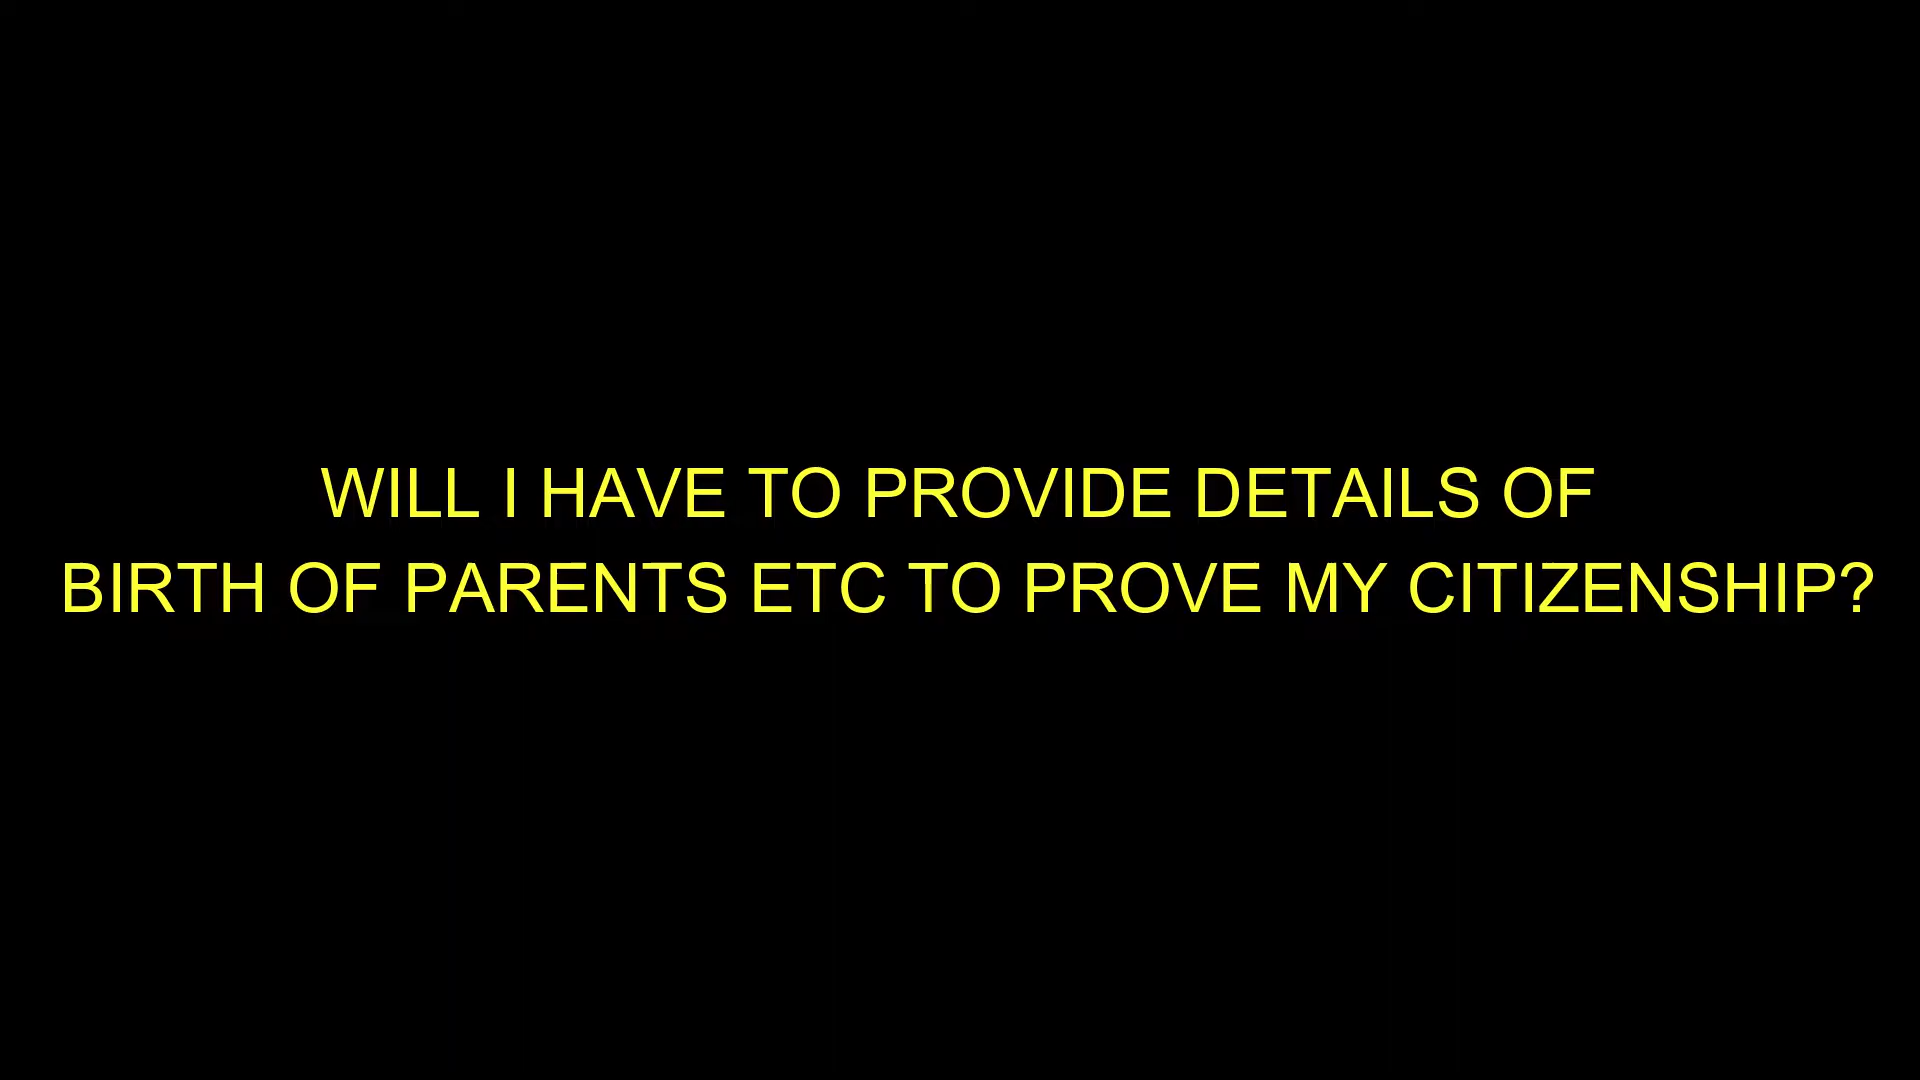 WILL I HAVE TO PROVIDE DETAILS OF
BIRTH OF PARENTS ETC TO PROVE MY CITIZENSHIP?